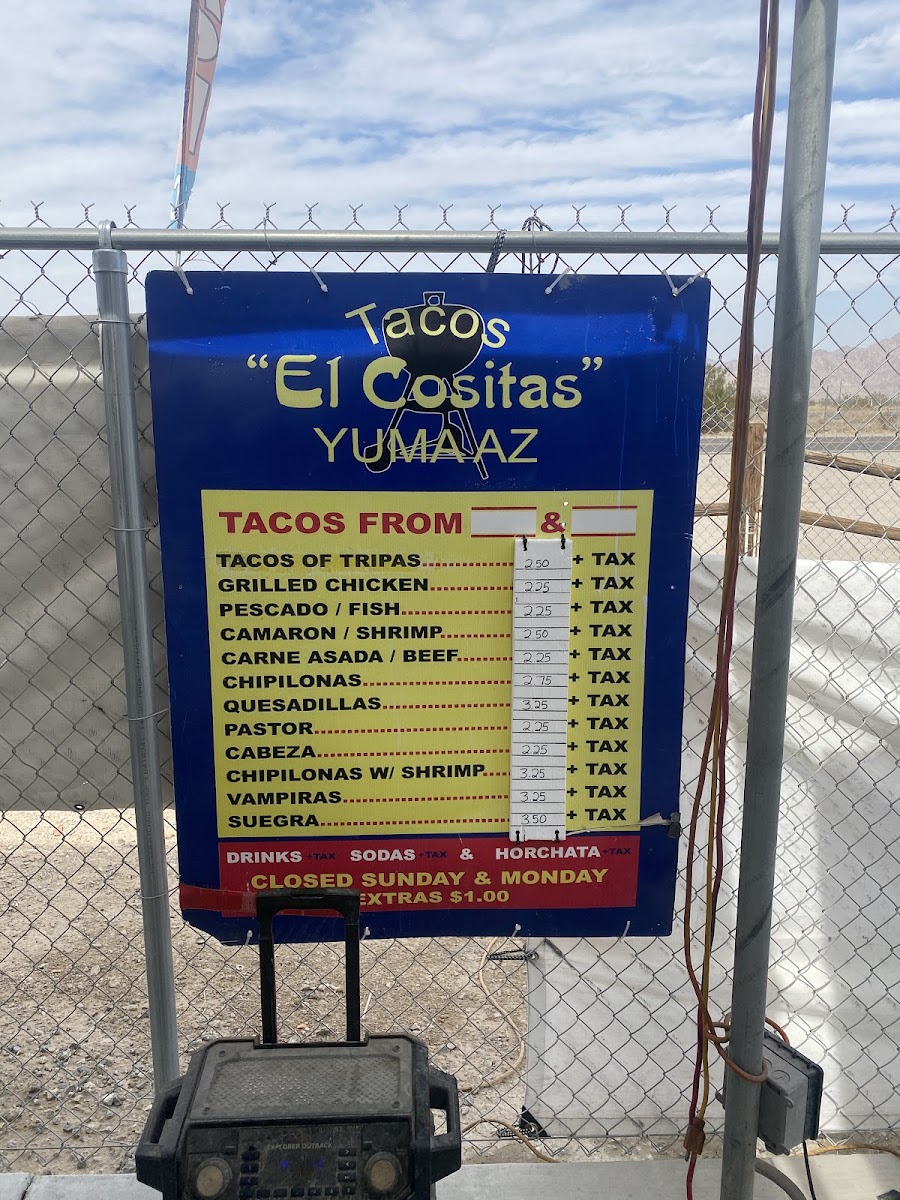 Tacos
"El Cositas"
YUMA AZ
TACOS FROM &
TACOS OF TRIPAS 2.50 + TAX
GRILLED CHICKEN 2.25 + TAX
PESCADO / FISH 2.25 + TAX
CAMARON / SHRIMP 2.50 + TAX
CARNE ASADA / BEEF 2.25 + TAX
CHIPILONAS 2.75 + TAX
QUESADILLAS 3.25 + TAX
PASTOR 2.25 + TAX
CABEZA 2.25 + TAX
CHIPILONAS W/ SHRIMP 3.25 + TAX
VAMPIRAS 3.25 + TAX
SUEGRA 3.50 + TAX
DRINKS +TAX SODAS +TAX & HORCHATA +TAX
CLOSED SUNDAY & MONDAY
EXTRAS $1.00
EXPLORER OUTBACK